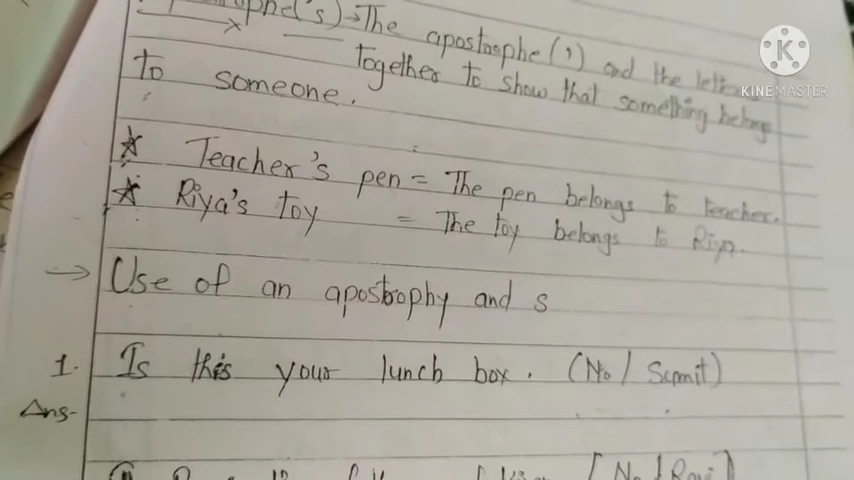 The apostrophe (') and the letter
together to show that something belongs
to someone.
KINEMASTER
* Teacher's pen = The pen belongs to teacher.
* Riya's toy = The toy belongs to Riya.
→ Use of an apostrophy and s
1. Is this your lunch box. (No / Sumit)
Ans-